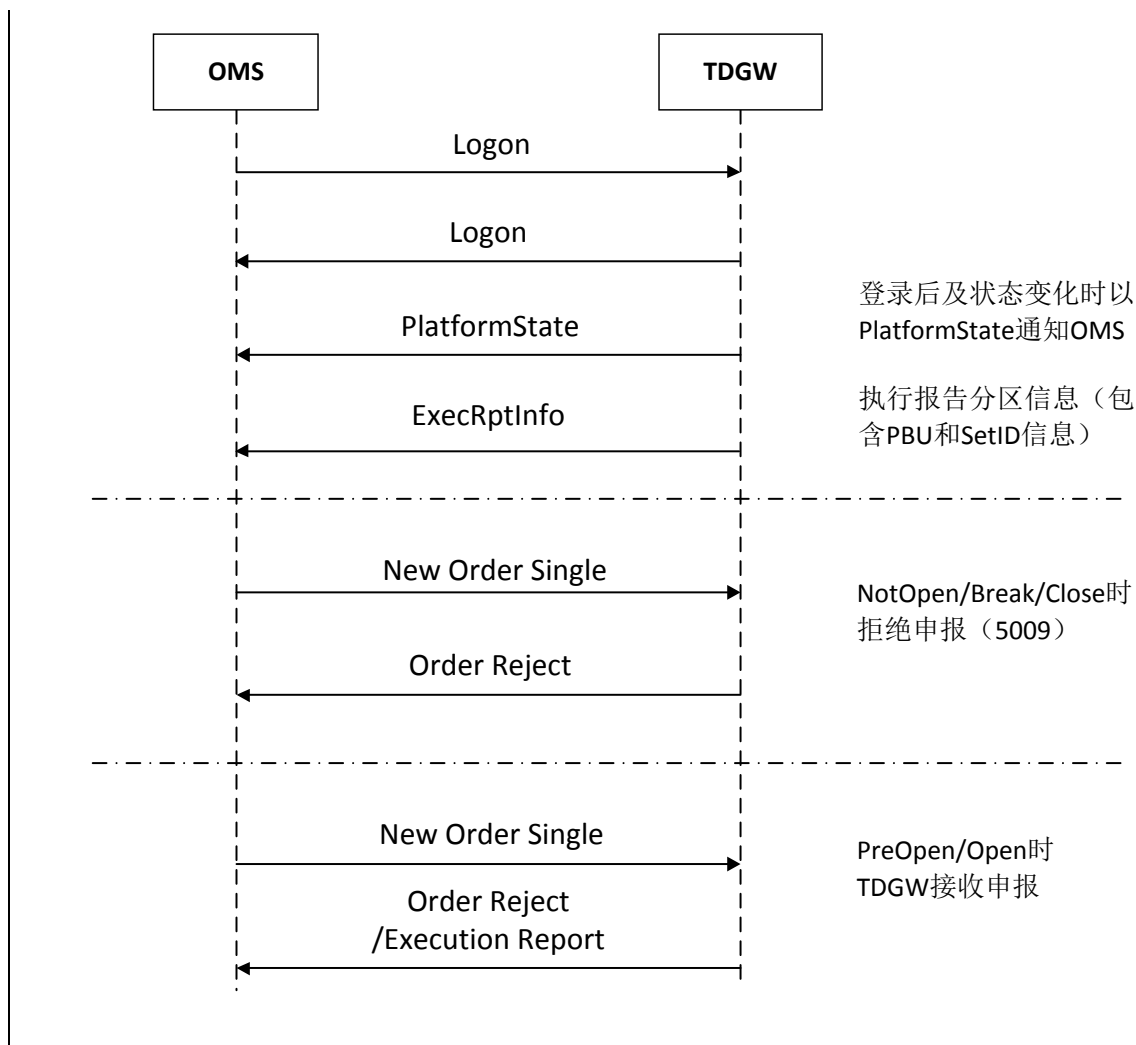 OMS
TDGW
Logon
Logon
登录后及状态变化时以
PlatformState通知OMS
PlatformState
执行报告分区信息（包
含PBU和SetID信息）
ExecRptInfo
New Order Single
NotOpen/Break/Close时
拒绝申报（5009）
Order Reject
New Order Single
PreOpen/Open时
TDGW接收申报
Order Reject
/Execution Report